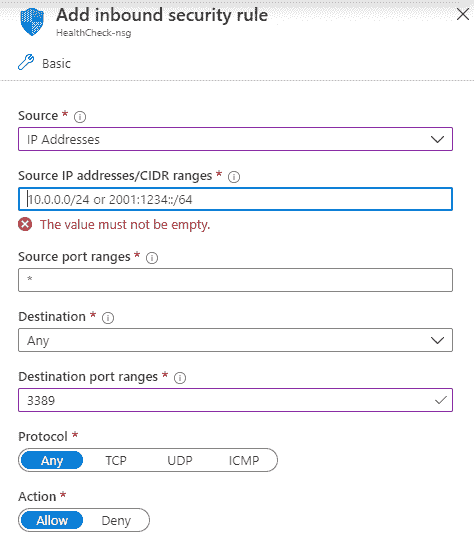 Add inbound security rule
HealthCheck-nsg
Basic
Source *
IP Addresses
Source IP addresses/CIDR ranges *
10.0.0.0/24 or 2001:1234::/64
The value must not be empty.
Source port ranges *
*
Destination *
Any
Destination port ranges *
3389
Protocol *
Any TCP UDP ICMP
Action *
Allow Deny